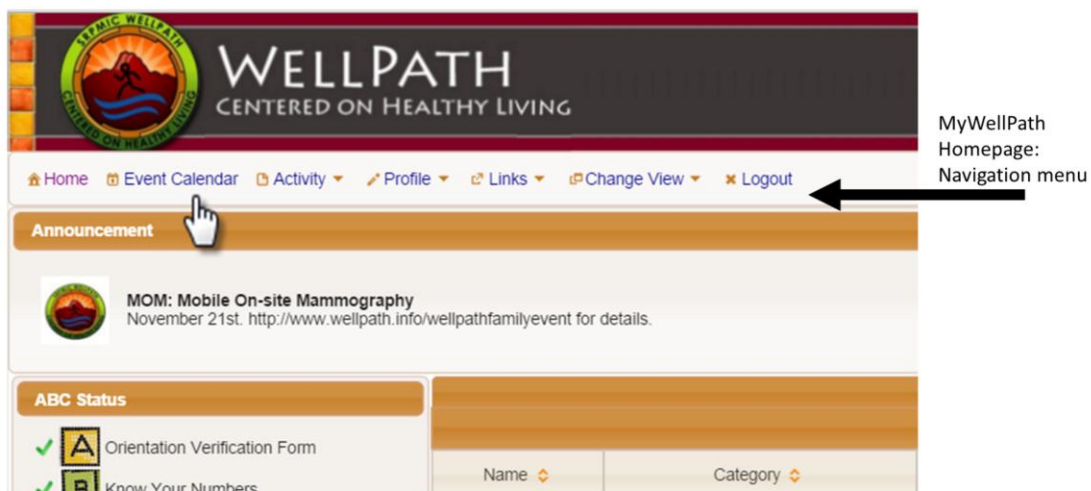 SRPMIC WELLPATH
CENTERED ON HEALTHY LIVING
WELLPATH
CENTERED ON HEALTHY LIVING
MyWellPath
Homepage:
Navigation menu
Home Event Calendar Activity Profile Links Change View Logout
Announcement
MOM: Mobile On-site Mammography
November 21st. http://www.wellpath.info/wellpathfamilyevent for details.
ABC Status
A Orientation Verification Form
B Know Your Numbers
Name Category